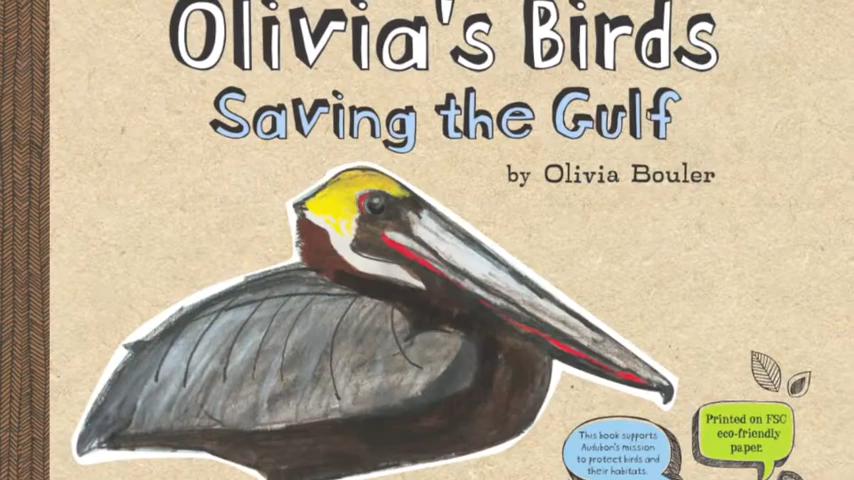 Olivia's Birds
Saving the Gulf
by Olivia Bouler
This book supports
Audubon's mission
to protect birds and
their habitats.
Printed on FSC
eco-friendly
paper.